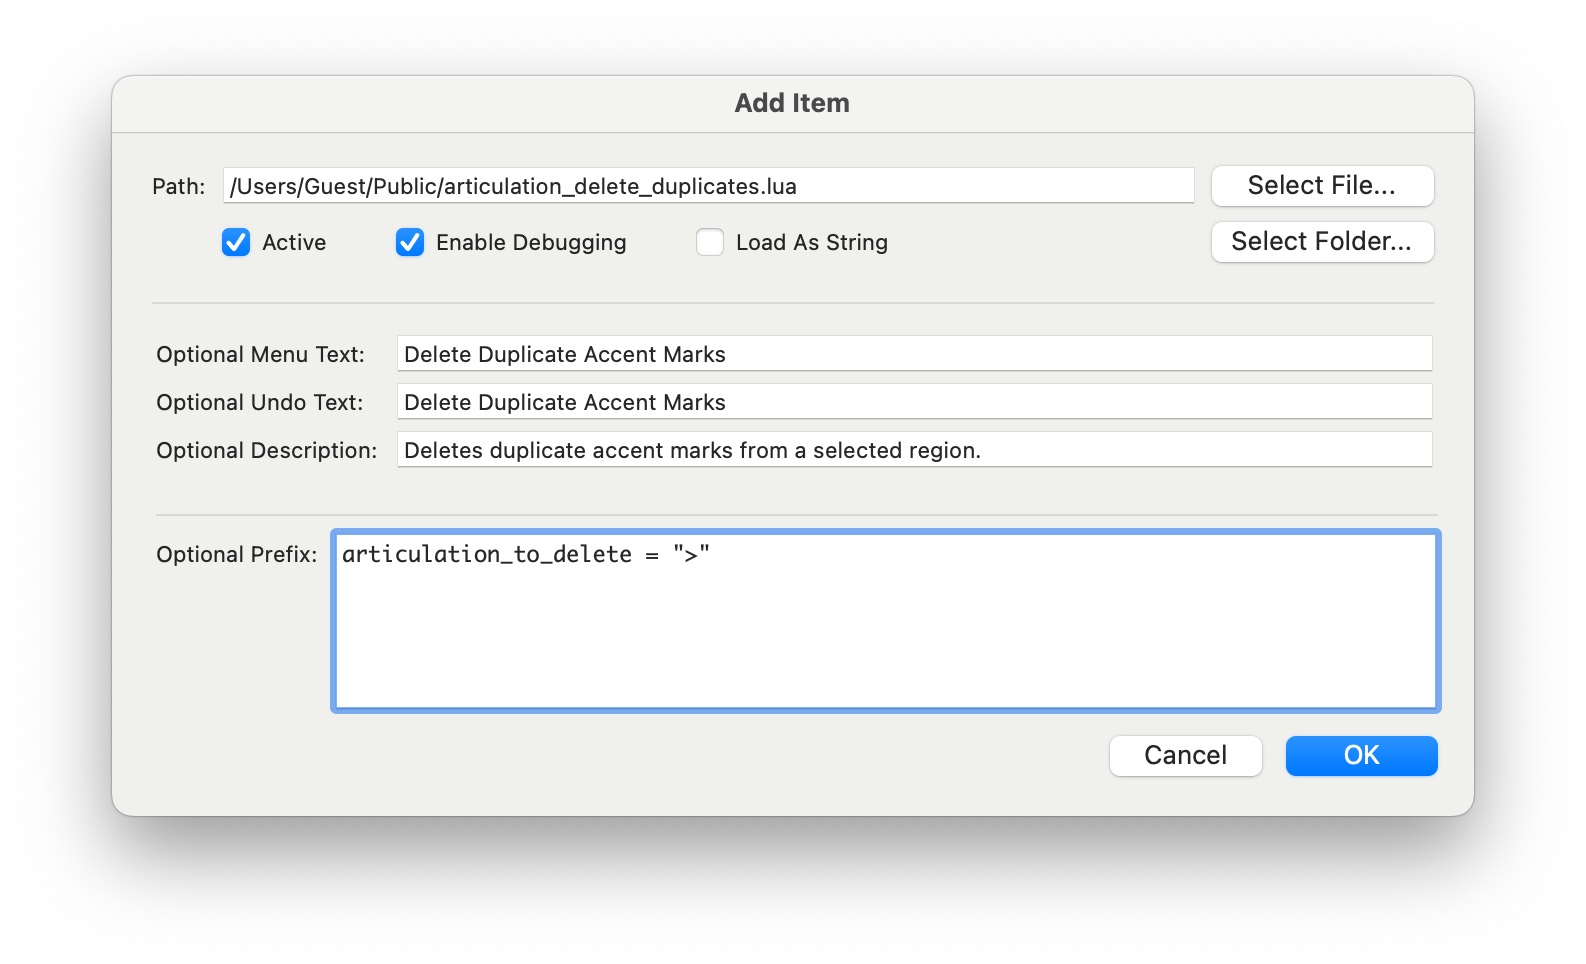 Add Item
Path: /Users/Guest/Public/articulation_delete_duplicates.lua Select File...
Active Enable Debugging Load As String Select Folder...
Optional Menu Text: Delete Duplicate Accent Marks
Optional Undo Text: Delete Duplicate Accent Marks
Optional Description: Deletes duplicate accent marks from a selected region.
Optional Prefix: articulation_to_delete = ">"
Cancel OK